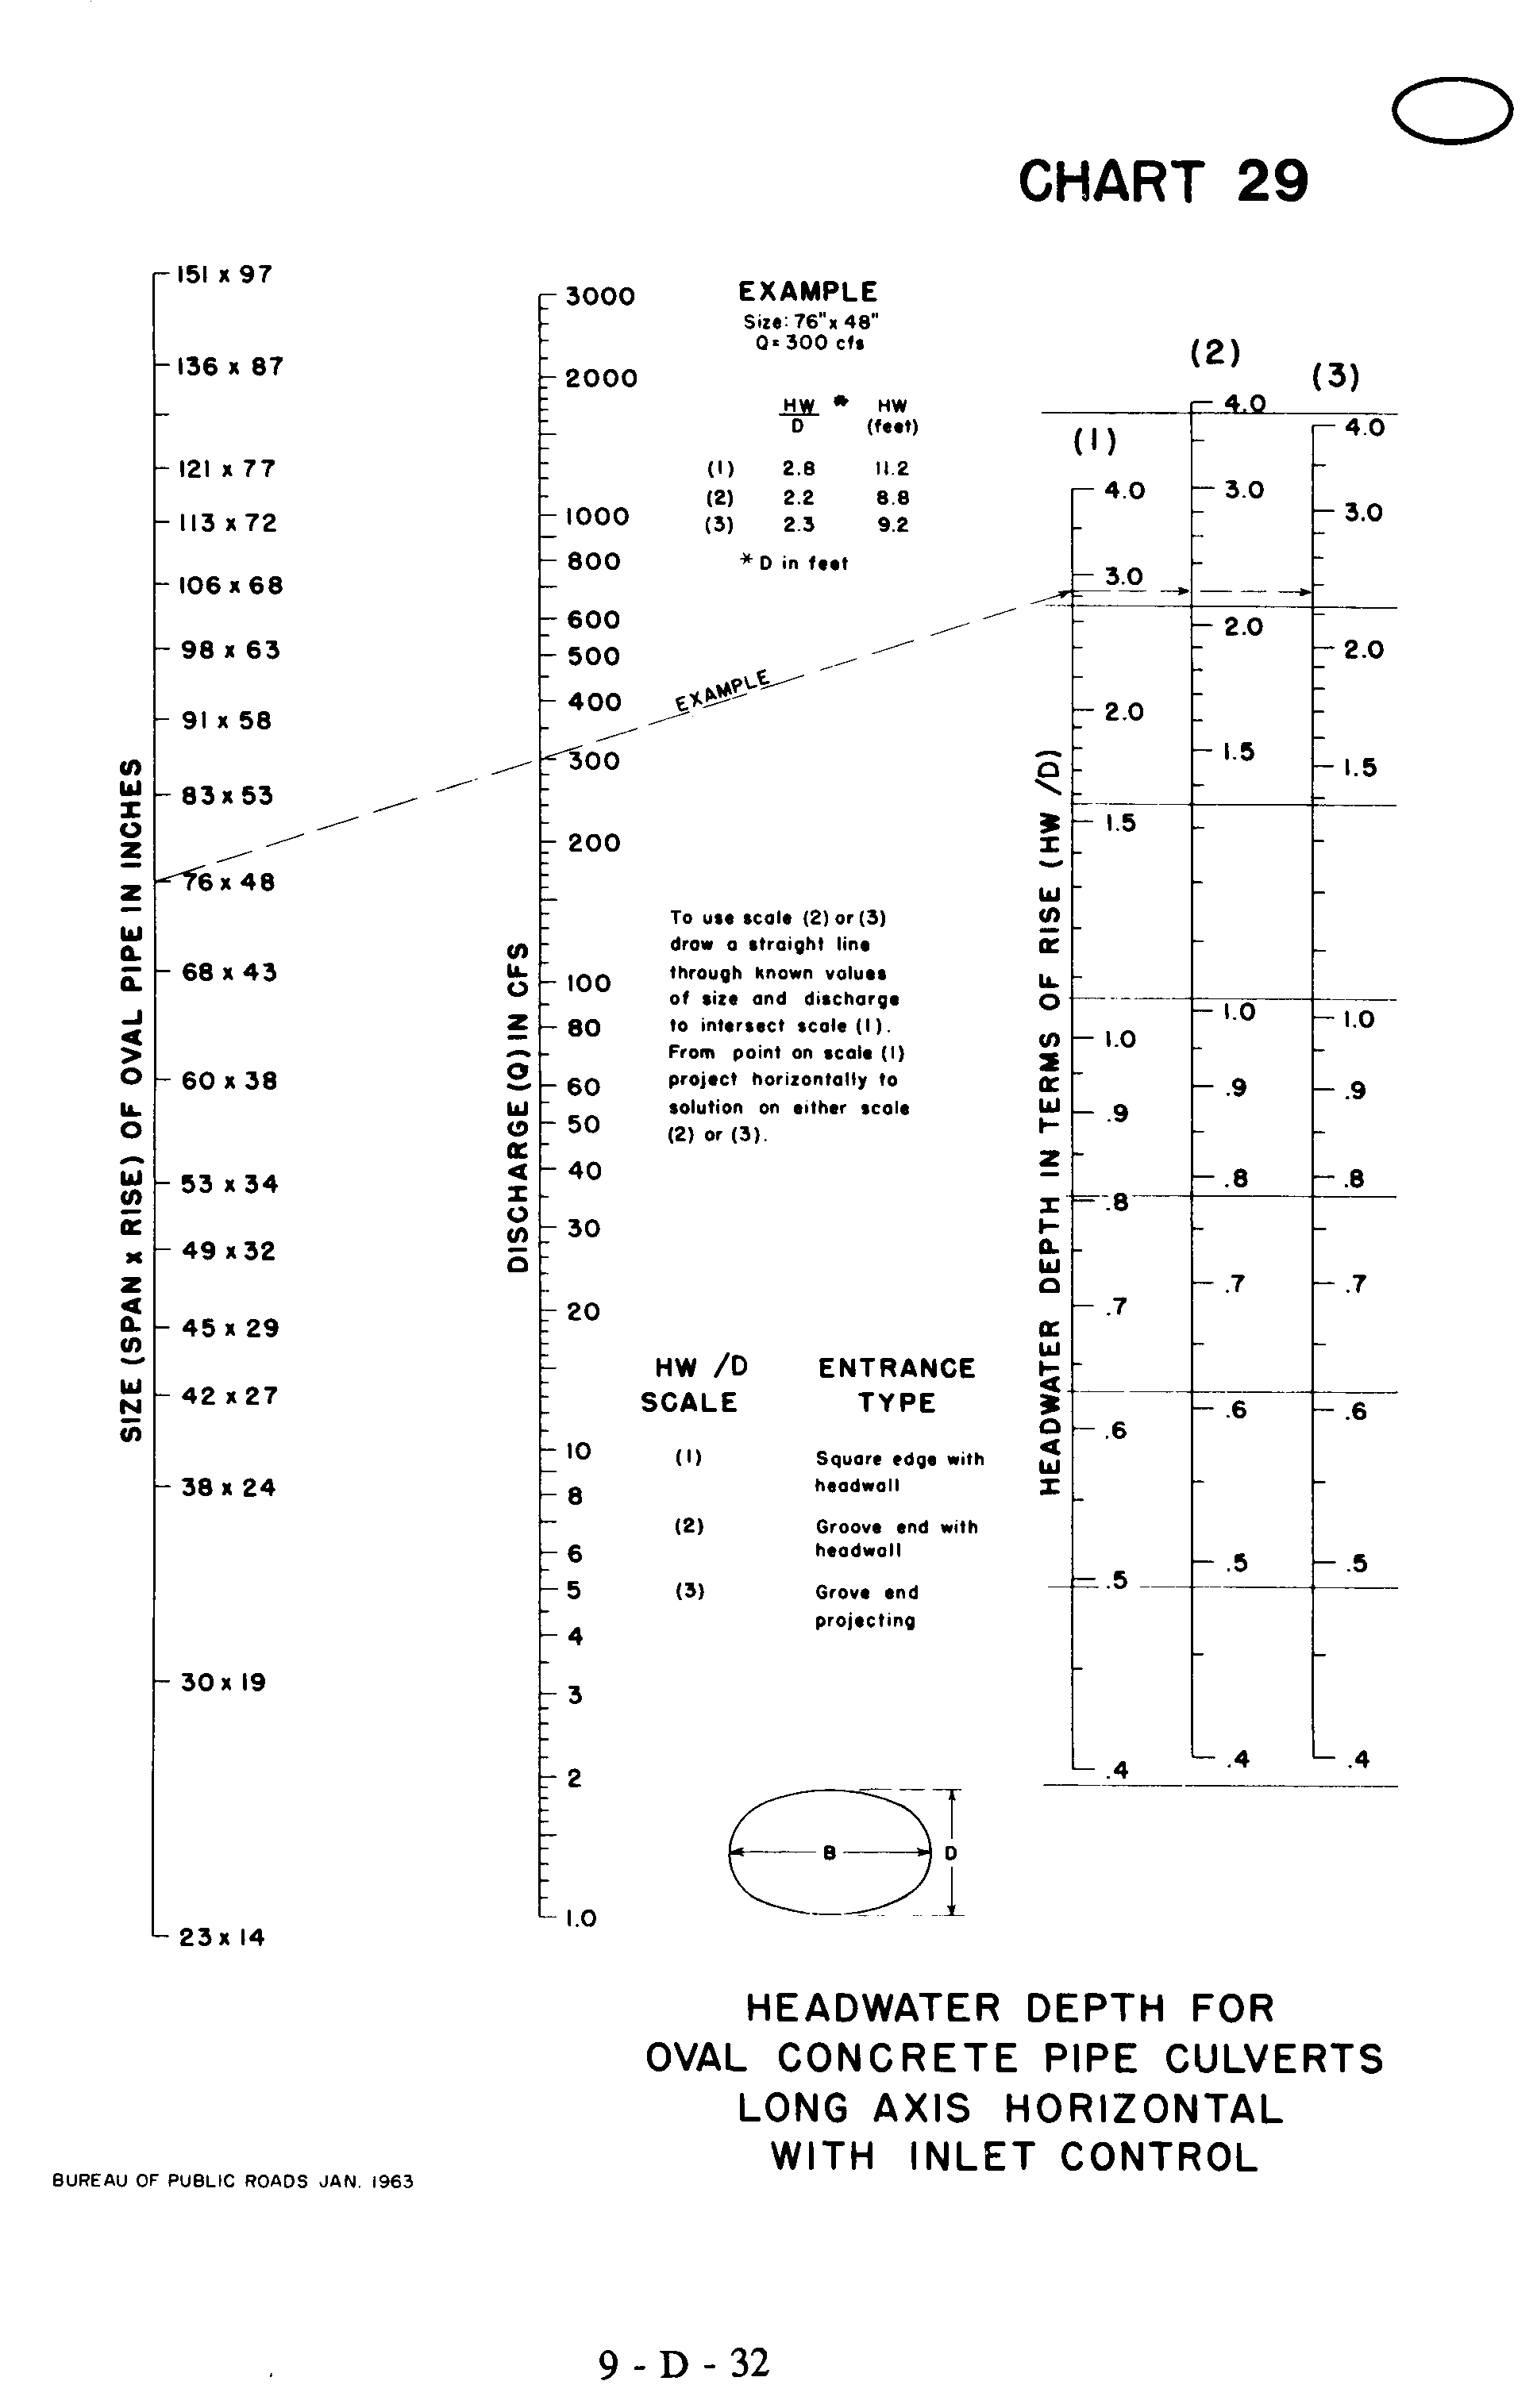 CHART 29
151 x 97
136 x 87
121 x 77
113 x 72
106 x 68
98 x 63
91 x 58
83 x 53
76 x 48
68 x 43
60 x 38
53 x 34
49 x 32
45 x 29
42 x 27
38 x 24
30 x 19
23 x 14
SIZE (SPAN x RISE) OF OVAL PIPE IN INCHES
3000
2000
1000
800
600
500
400
300
200
100
80
60
50
40
30
20
10
8
6
5
4
3
2
1.0
DISCHARGE (Q) IN CFS
EXAMPLE
Size: 76"x 48"
Q = 300 cfs
HW * HW
D (feet)
(1) 2.8 11.2
(2) 2.2 8.8
(3) 2.3 9.2
* D in feet
EXAMPLE
To use scale (2) or (3)
draw a straight line
through known values
of size and discharge
to intersect scale (1).
From point on scale (1)
project horizontally to
solution on either scale
(2) or (3).
HW /D ENTRANCE
SCALE TYPE
(1) Square edge with
headwall
(2) Groove end with
headwall
(3) Grove end
projecting
B
D
HEADWATER DEPTH IN TERMS OF RISE (HW /D)
(1)
4.0
3.0
2.0
1.5
1.0
.9
.8
.7
.6
.5
.4
(2)
4.0
3.0
2.0
1.5
1.0
.9
.8
.7
.6
.5
.4
(3)
4.0
3.0
2.0
1.5
1.0
.9
.8
.7
.6
.5
.4
HEADWATER DEPTH FOR
OVAL CONCRETE PIPE CULVERTS
LONG AXIS HORIZONTAL
WITH INLET CONTROL
BUREAU OF PUBLIC ROADS JAN. 1963
9 - D - 32